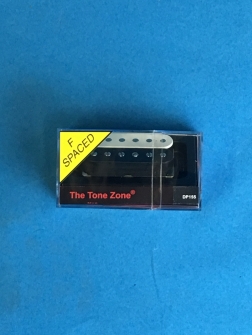 F
SPACED
The Tone Zone®
DP155